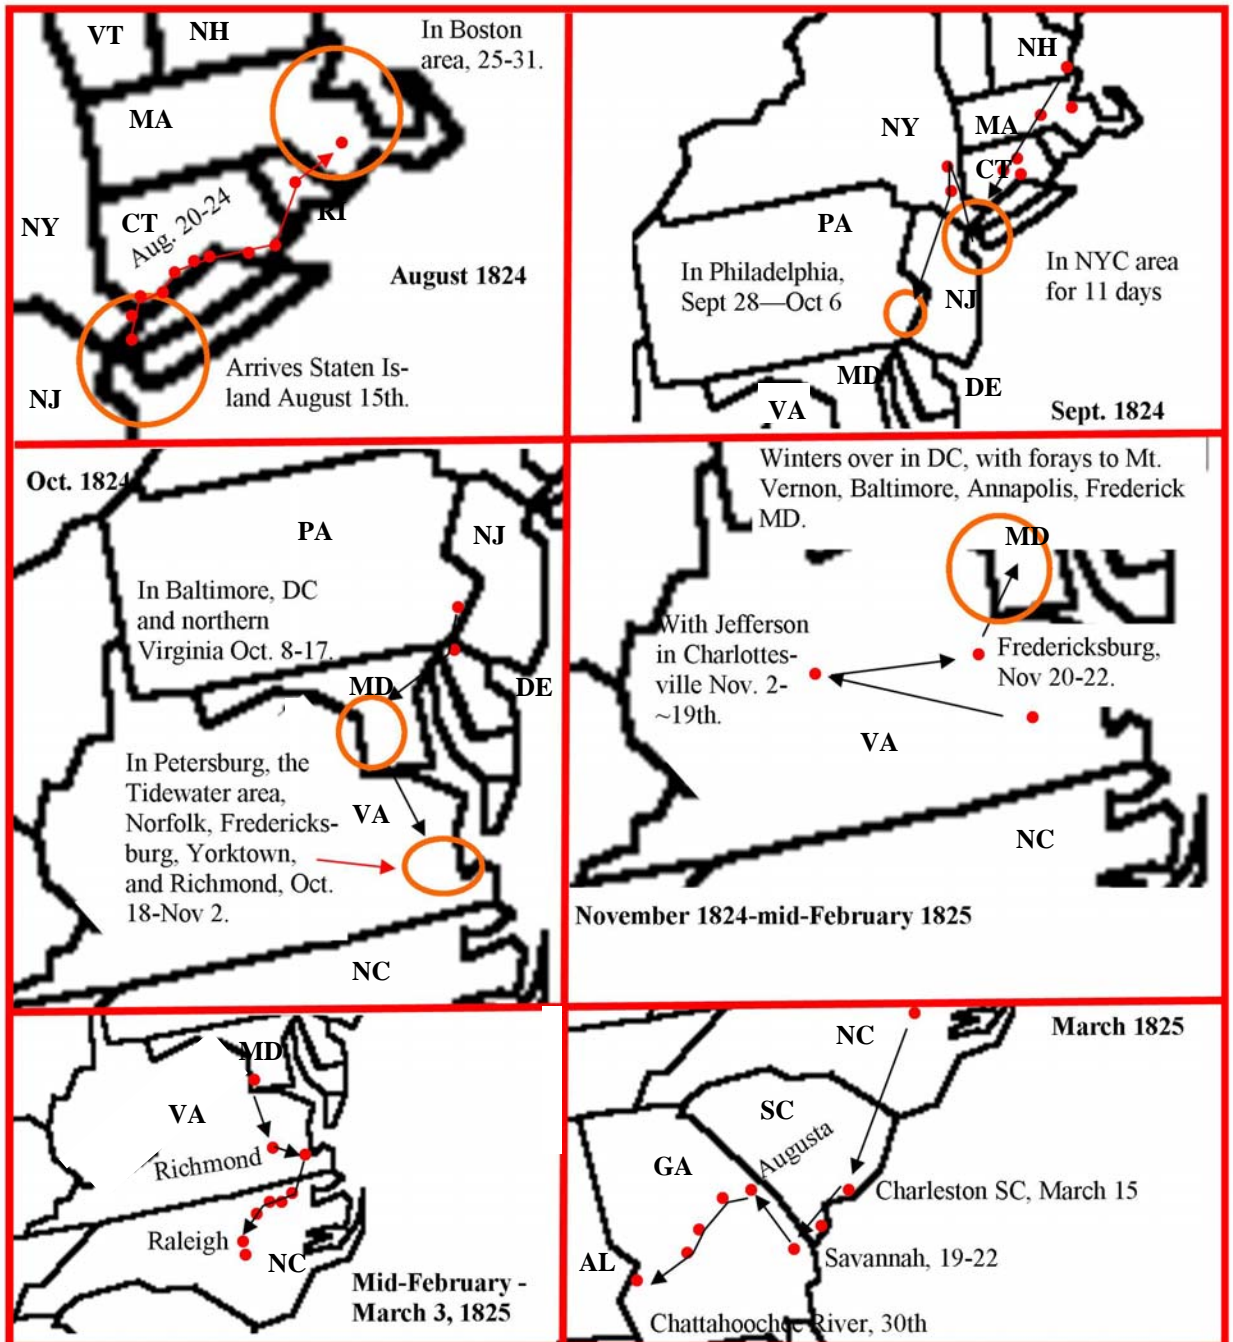 VT
NH
In Boston
area, 25-31.
MA
NY
CT
Aug. 20-24
RI
August 1824
Arrives Staten Is-
land August 15th.
NJ
NH
NY
MA
CT
PA
In Philadelphia,
Sept 28—Oct 6
NJ
In NYC area
for 11 days
MD
DE
VA
Sept. 1824
Oct. 1824
PA
NJ
In Baltimore, DC
and northern
Virginia Oct. 8-17.
MD
DE
In Petersburg, the
Tidewater area,
Norfolk, Fredericks-
burg, Yorktown,
and Richmond, Oct.
18-Nov 2.
VA
NC
Winters over in DC, with forays to Mt.
Vernon, Baltimore, Annapolis, Frederick
MD.
MD
With Jefferson
in Charlottes-
ville Nov. 2-
~19th.
Fredericksburg,
Nov 20-22.
VA
NC
November 1824-mid-February 1825
MD
VA
Richmond
Raleigh
NC
Mid-February -
March 3, 1825
NC
March 1825
SC
Augusta
GA
Charleston SC, March 15
AL
Savannah, 19-22
Chattahoochee River, 30th